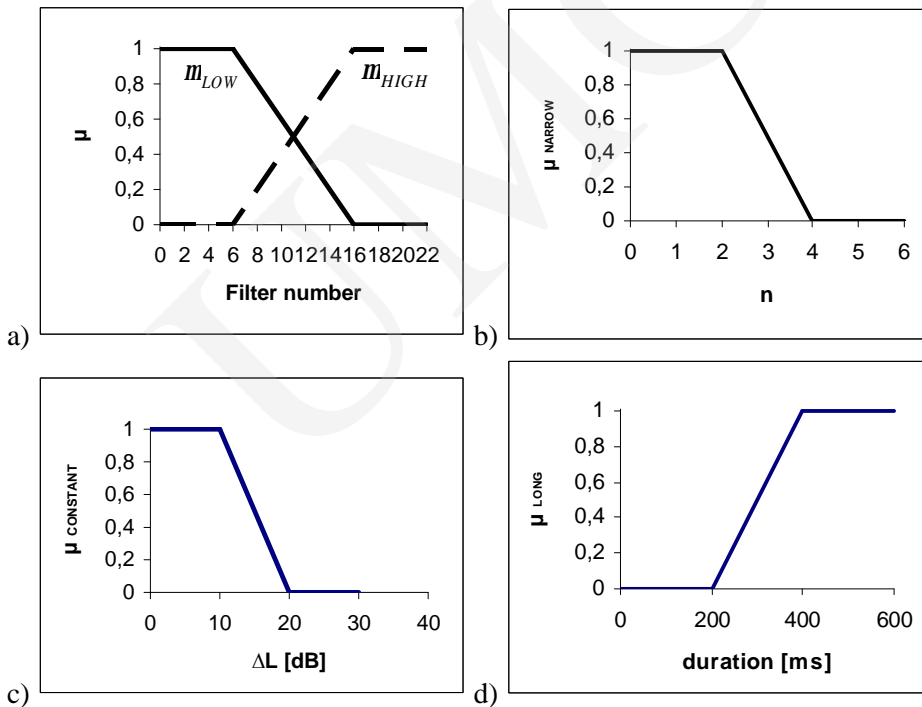 1
0,8
0,6
0,4
0,2
0
µ
m LOW
m HIGH
0 2 4 6 8 10 12 14 16 18 20 22
Filter number
a)
1
0,8
0,6
0,4
0,2
0
µ NARROW
0 1 2 3 4 5 6
n
b)
1
0,8
0,6
0,4
0,2
0
µ CONSTANT
0 10 20 30 40
∆L [dB]
c)
1
0,8
0,6
0,4
0,2
0
µ LONG
0 200 400 600
duration [ms]
d)
UMC